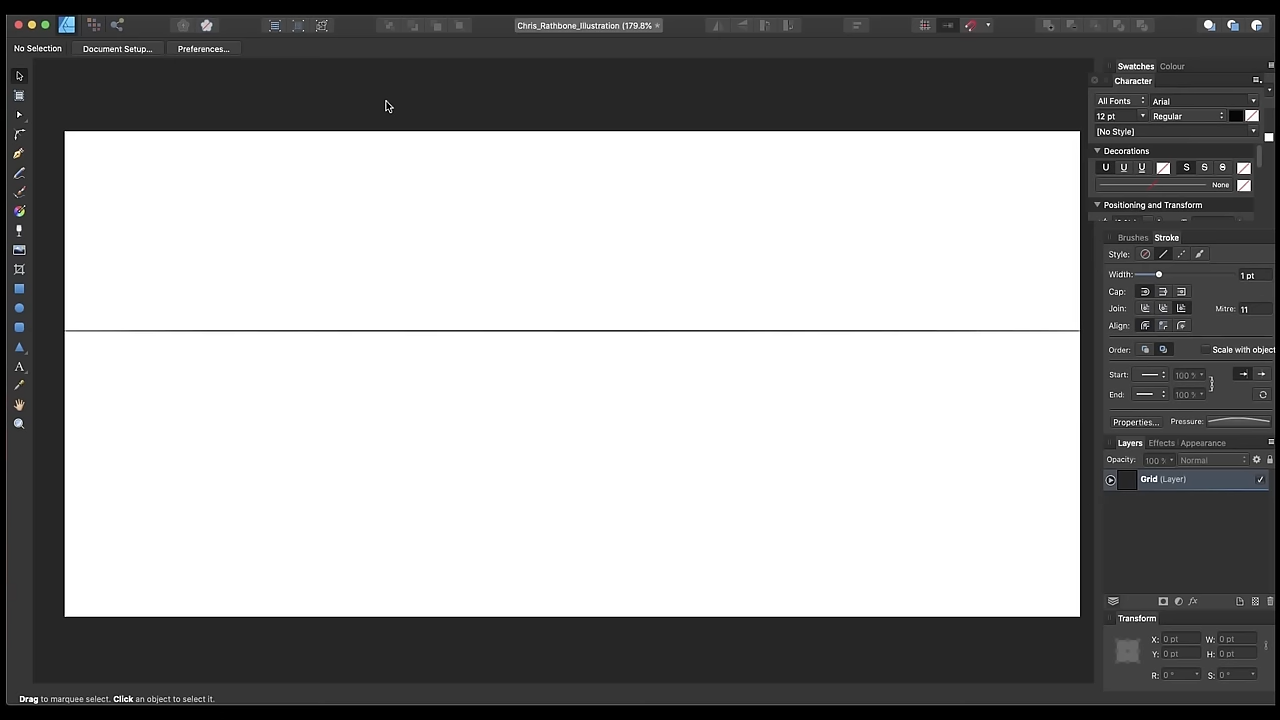 Chris_Rathbone_Illustration (179.8% *
No Selection
Document Setup...
Preferences...
Swatches Colour
Character
All Fonts Arial
12 pt Regular
[No Style]
Decorations
U U U S S S
None
Positioning and Transform
Brushes Stroke
Style:
Width: 1 pt
Cap:
Join: Mitre: 11
Align:
Order: Scale with object
Start: 100 %
End: 100 %
Properties... Pressure:
Layers Effects Appearance
Opacity: 100 % Normal
Grid (Layer)
fx
Transform
X: 0 pt W: 0 pt
Y: 0 pt H: 0 pt
R: 0 ° S: 0 °
Drag to marquee select. Click an object to select it.